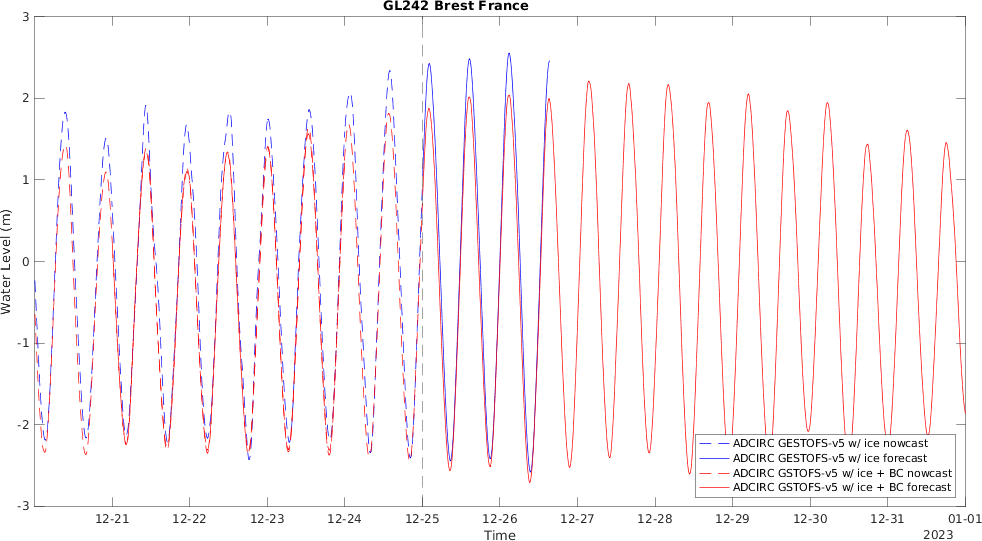 GL242 Brest France
3
2
1
0
-1
-2
-3
Water Level (m)
ADCIRC GESTOFS-v5 w/ ice nowcast
ADCIRC GESTOFS-v5 w/ ice forecast
ADCIRC GSTOFS-v5 w/ ice + BC nowcast
ADCIRC GSTOFS-v5 w/ ice + BC forecast
12-21 12-22 12-23 12-24 12-25 12-26 12-27 12-28 12-29 12-30 12-31 01-01
Time
2023